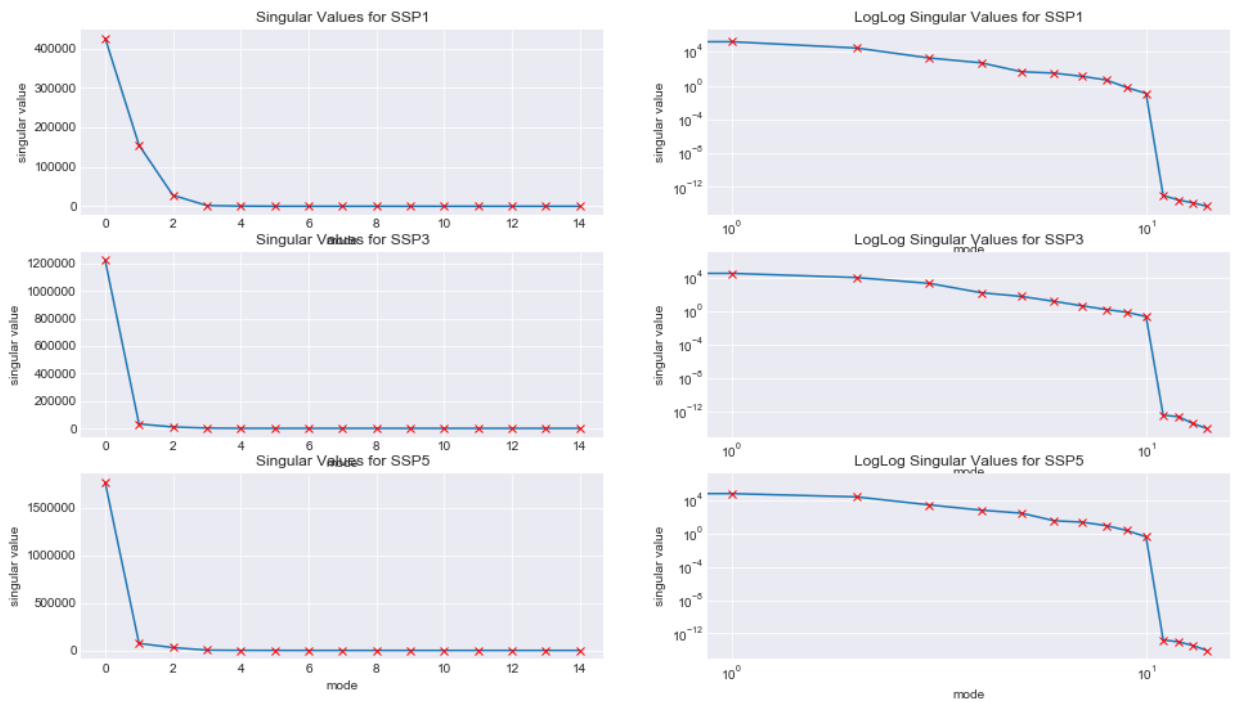 Singular Values for SSP1
singular value
400000
300000
200000
100000
0
0 2 4 6 8 10 12 14
mode
LogLog Singular Values for SSP1
singular value
10^4
10^0
10^-4
10^-8
10^-12
10^0 10^1
mode
Singular Values for SSP3
singular value
1200000
1000000
800000
600000
400000
200000
0
0 2 4 6 8 10 12 14
mode
LogLog Singular Values for SSP3
singular value
10^4
10^0
10^-4
10^-8
10^-12
10^0 10^1
mode
Singular Values for SSP5
singular value
1500000
1000000
500000
0
0 2 4 6 8 10 12 14
mode
LogLog Singular Values for SSP5
singular value
10^4
10^0
10^-4
10^-8
10^-12
10^0 10^1
mode